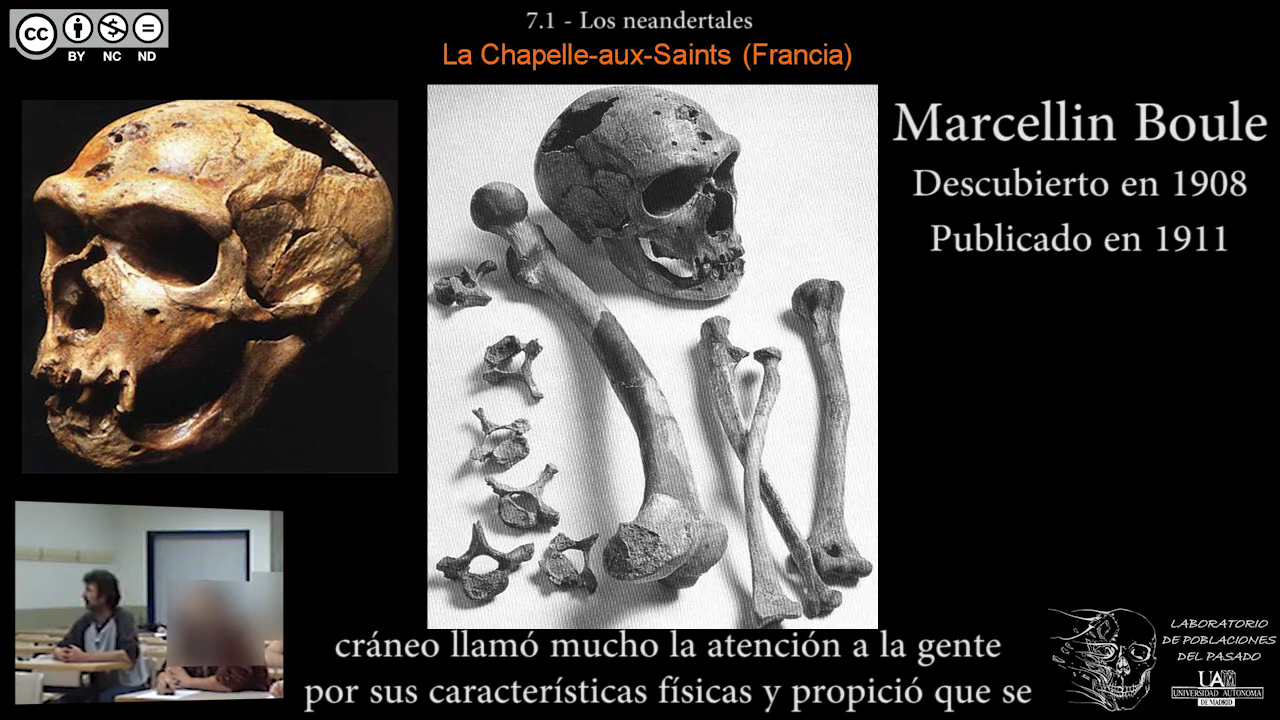 cc
BY NC ND
7.1 - Los neandertales
La Chapelle-aux-Saints (Francia)
Marcellin Boule
Descubierto en 1908
Publicado en 1911
cráneo llamó mucho la atención a la gente
por sus características físicas y propició que se
LABORATORIO
DE POBLACIONES
DEL PASADO
UAM
UNIVERSIDAD AUTONOMA
DE MADRID